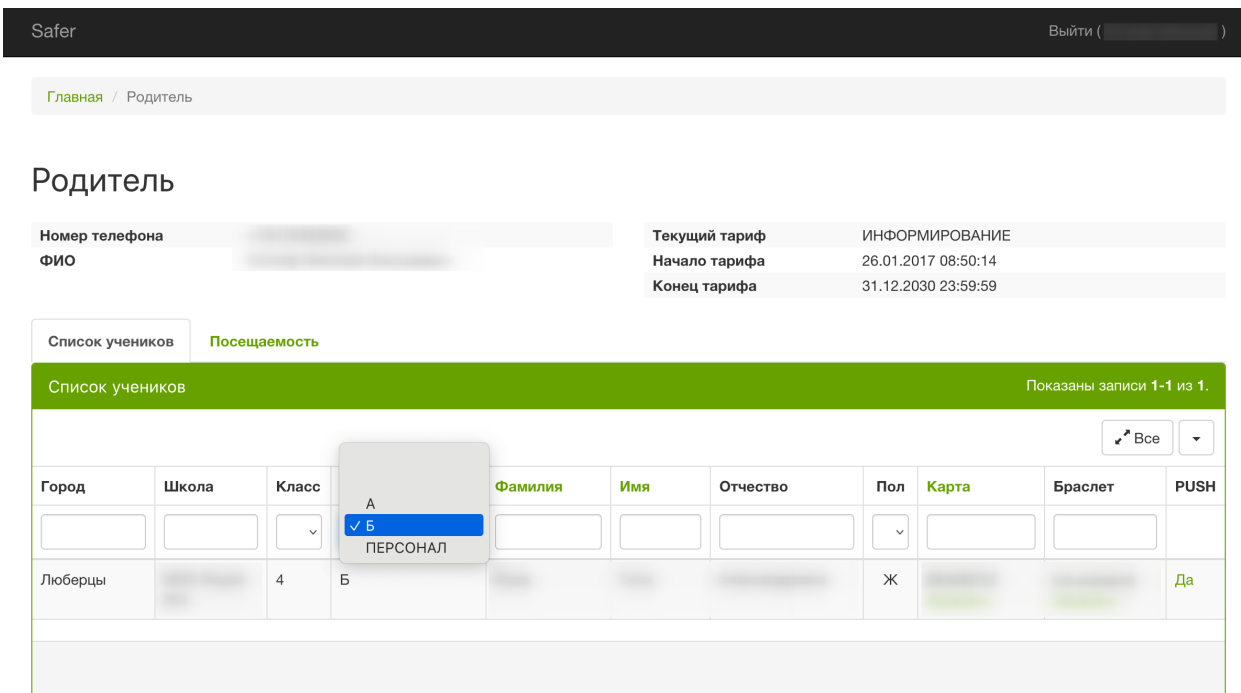 Safer
Выйти ( )
Главная / Родитель
Родитель
Номер телефона
ФИО
Текущий тариф ИНФОРМИРОВАНИЕ
Начало тарифа 26.01.2017 08:50:14
Конец тарифа 31.12.2030 23:59:59
Список учеников Посещаемость
Список учеников Показаны записи 1-1 из 1.
Все
Город Школа Класс Фамилия Имя Отчество Пол Карта Браслет PUSH
А
Б
ПЕРСОНАЛ
Люберцы 4 Б Ж Да